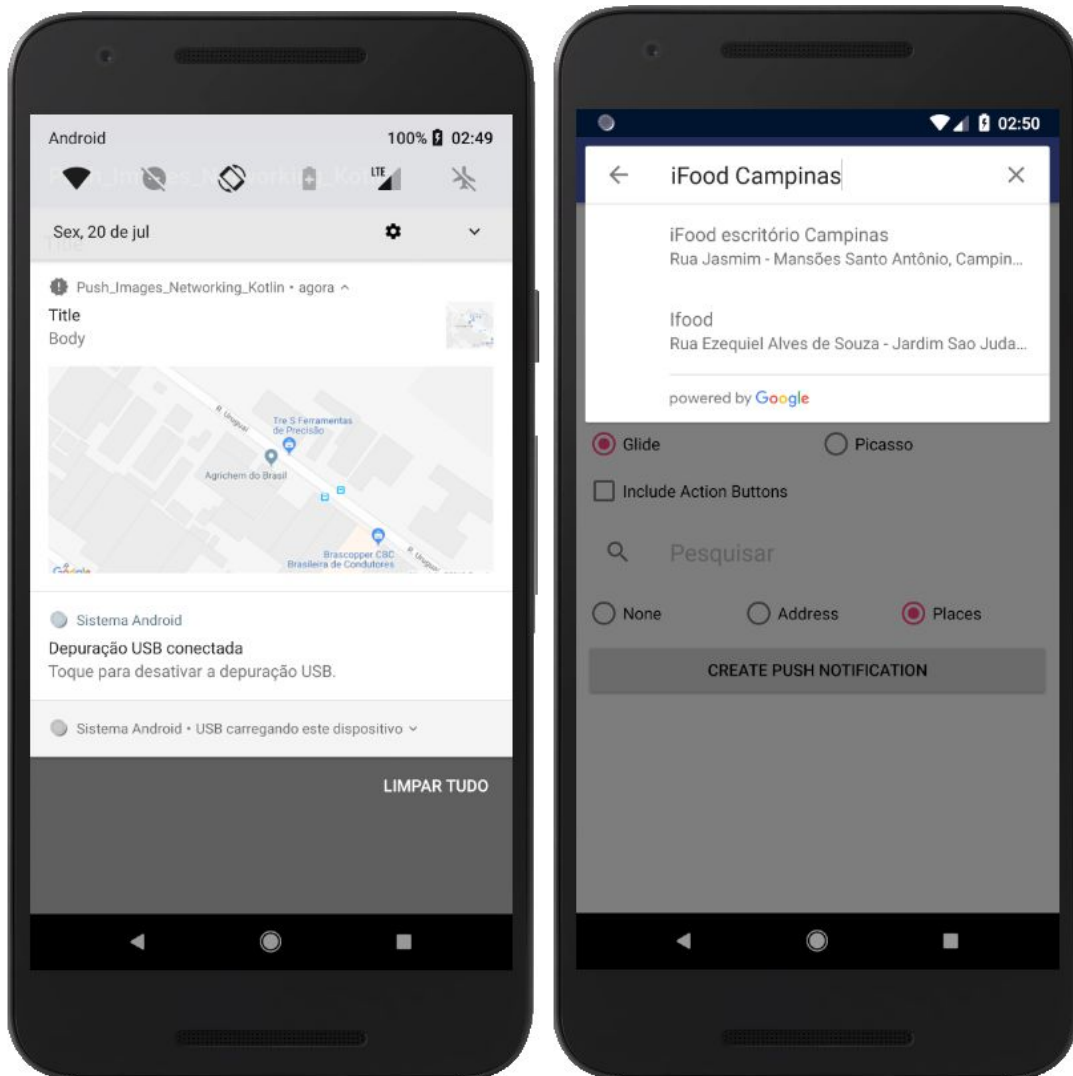 Android
100% 02:49
LTE
Sex, 20 de jul
Push_Images_Networking_Kotlin • agora
Title
Body
R. Uruguai
Tre S Ferramentas
de Precisão
Agrichem do Brasil
Brascopper CBC
Brasileira de Condutores
R. Uruguai
Google
Sistema Android
Depuração USB conectada
Toque para desativar a depuração USB.
Sistema Android • USB carregando este dispositivo
LIMPAR TUDO
02:50
iFood Campinas
iFood escritório Campinas
Rua Jasmim - Mansões Santo Antônio, Campin...
Ifood
Rua Ezequiel Alves de Souza - Jardim Sao Juda...
powered by Google
Glide
Picasso
Include Action Buttons
Pesquisar
None
Address
Places
CREATE PUSH NOTIFICATION